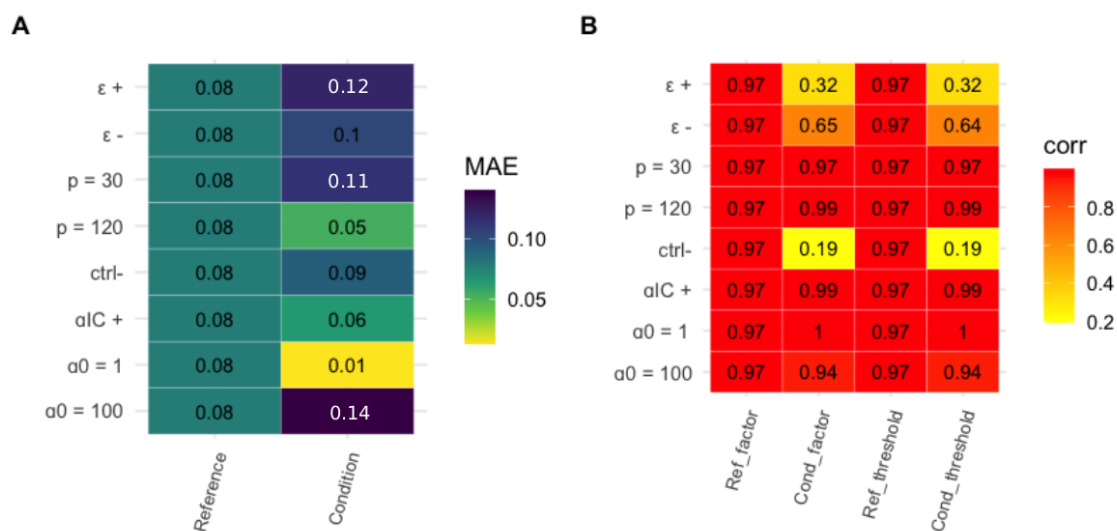 A
ε + 0.08 0.12
ε - 0.08 0.1
p = 30 0.08 0.11
p = 120 0.08 0.05
ctrl- 0.08 0.09
αIC + 0.08 0.06
α0 = 1 0.08 0.01
α0 = 100 0.08 0.14
Reference Condition
MAE
0.10
0.05
B
ε + 0.97 0.32 0.97 0.32
ε - 0.97 0.65 0.97 0.64
p = 30 0.97 0.97 0.97 0.97
p = 120 0.97 0.99 0.97 0.99
ctrl- 0.97 0.19 0.97 0.19
αIC + 0.97 0.99 0.97 0.99
α0 = 1 0.97 1 0.97 1
α0 = 100 0.97 0.94 0.97 0.94
Ref_factor Cond_factor Ref_threshold Cond_threshold
corr
0.8
0.6
0.4
0.2